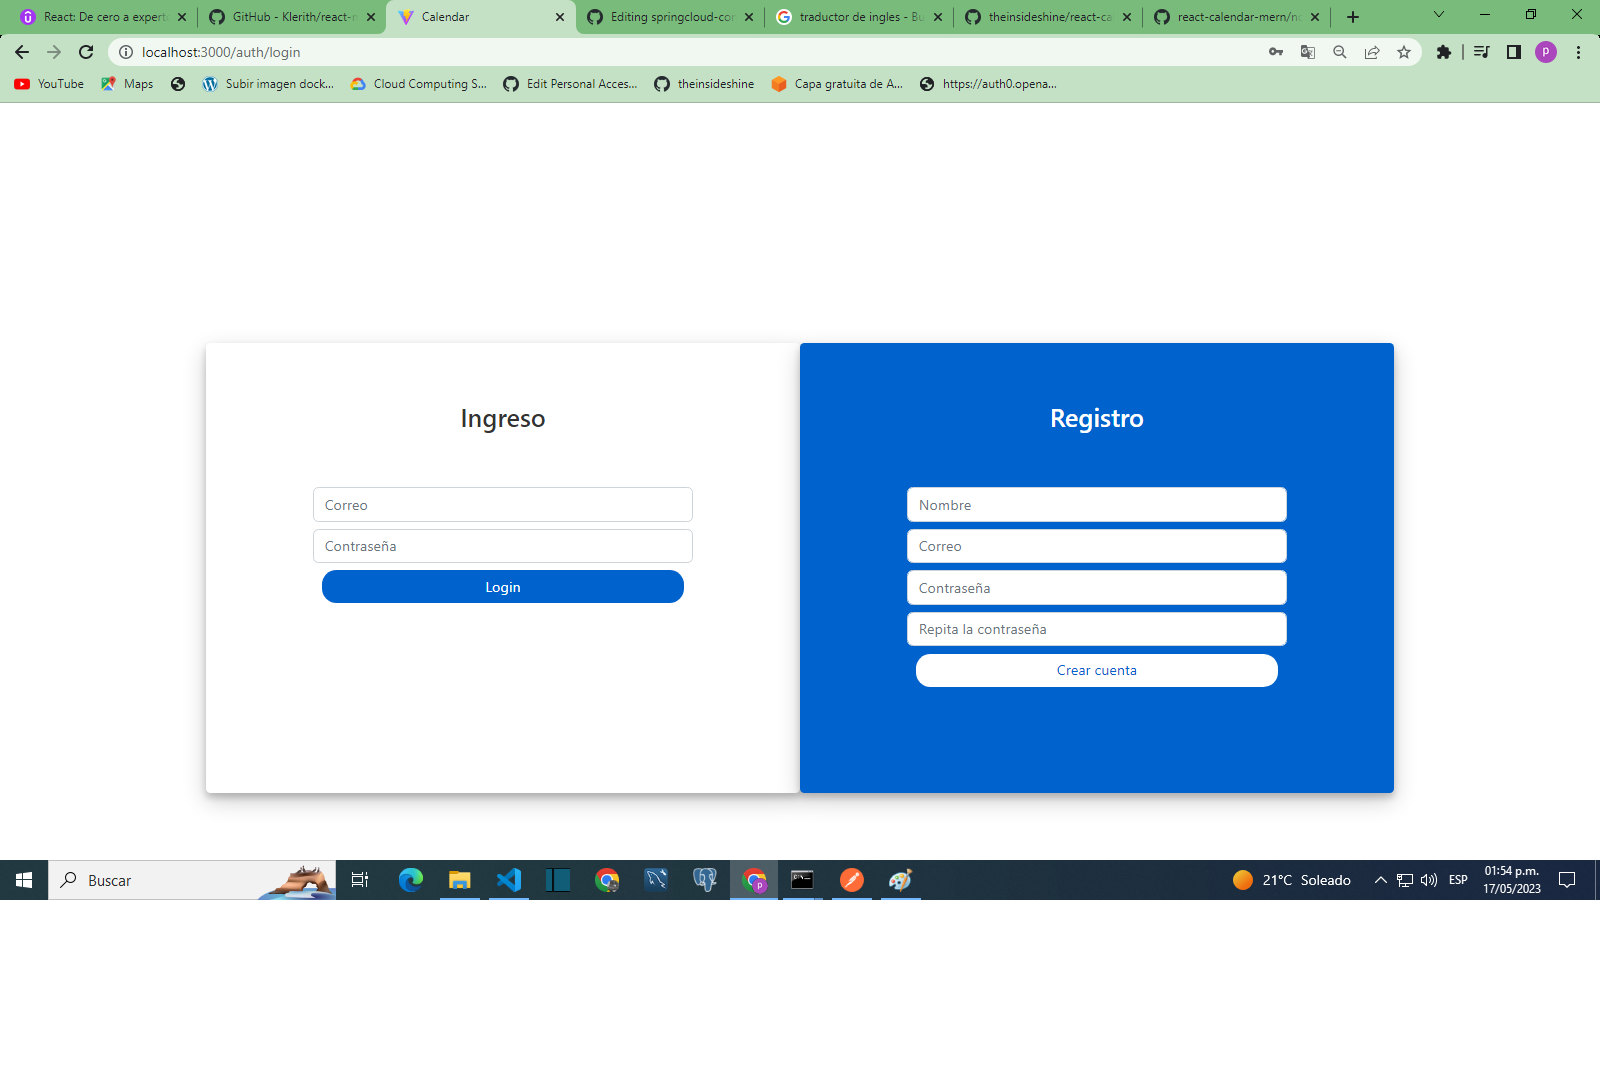 React: De cero a expert
GitHub - Klerith/react-n
Calendar
Editing springcloud-cor
traductor de ingles - Bu
theinsideshine/react-ca
react-calendar-mern/no
localhost:3000/auth/login
P
YouTube
Maps
Subir imagen dock...
Cloud Computing S...
Edit Personal Acces...
theinsideshine
Capa gratuita de A...
https://auth0.opena...
Ingreso
Correo
Contraseña
Login
Registro
Nombre
Correo
Contraseña
Repita la contraseña
Crear cuenta
Buscar
21°C Soleado
ESP
01:54 p.m.
17/05/2023